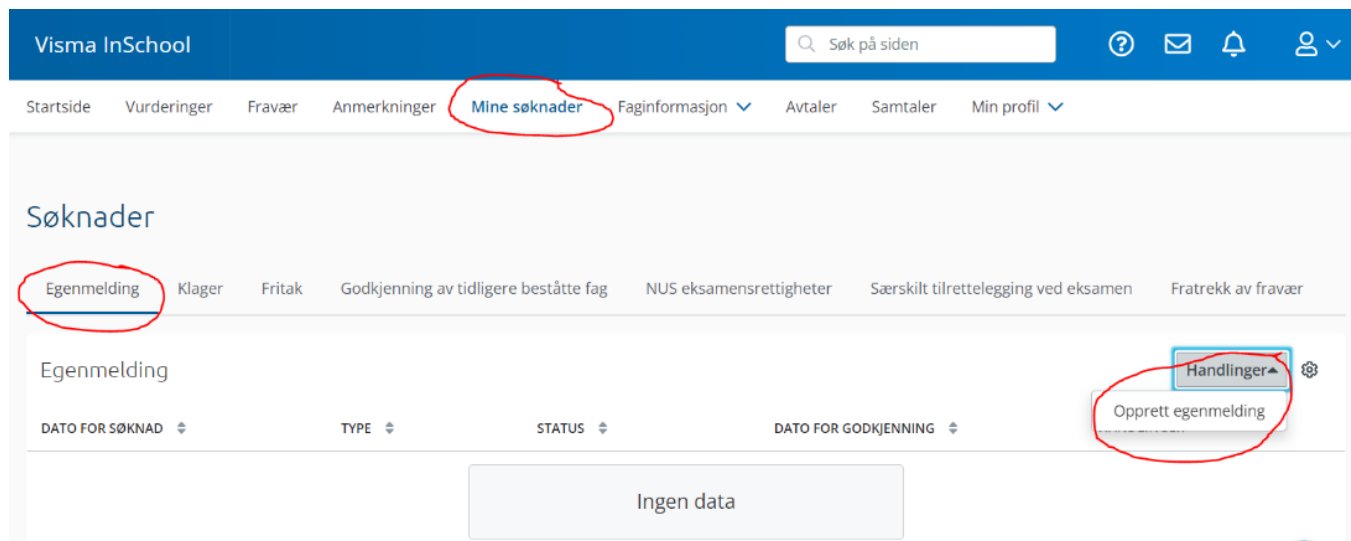 Visma InSchool Søk på siden
Startside Vurderinger Fravær Anmerkninger Mine søknader Faginformasjon Avtaler Samtaler Min profil
Søknader
Egenmelding Klager Fritak Godkjenning av tidligere beståtte fag NUS eksamensrettigheter Særskilt tilrettelegging ved eksamen Fratrekk av fravær
Egenmelding Handlinger
Opprett egenmelding
DATO FOR SØKNAD TYPE STATUS DATO FOR GODKJENNING
Ingen data